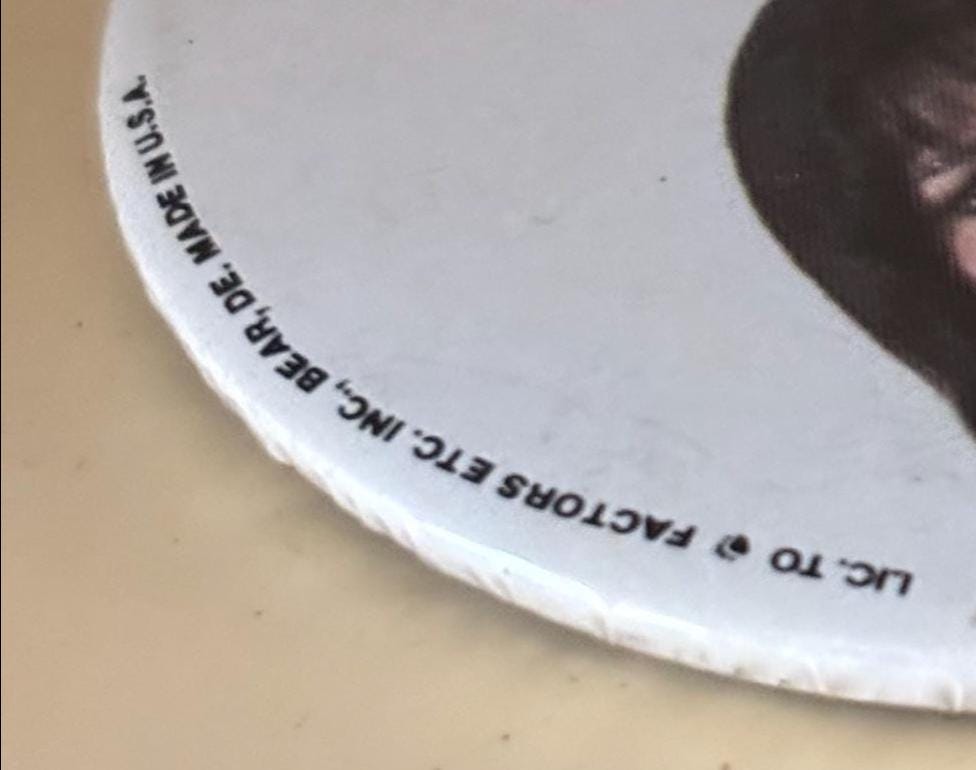 LIC. TO FACTORS ETC. INC., BEAR, DE. MADE IN U.S.A.